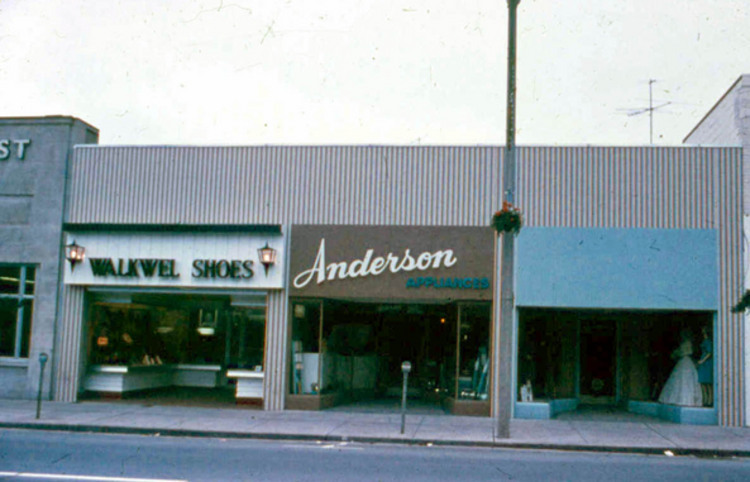 ST
WALKWEL SHOES
Anderson
APPLIANCES